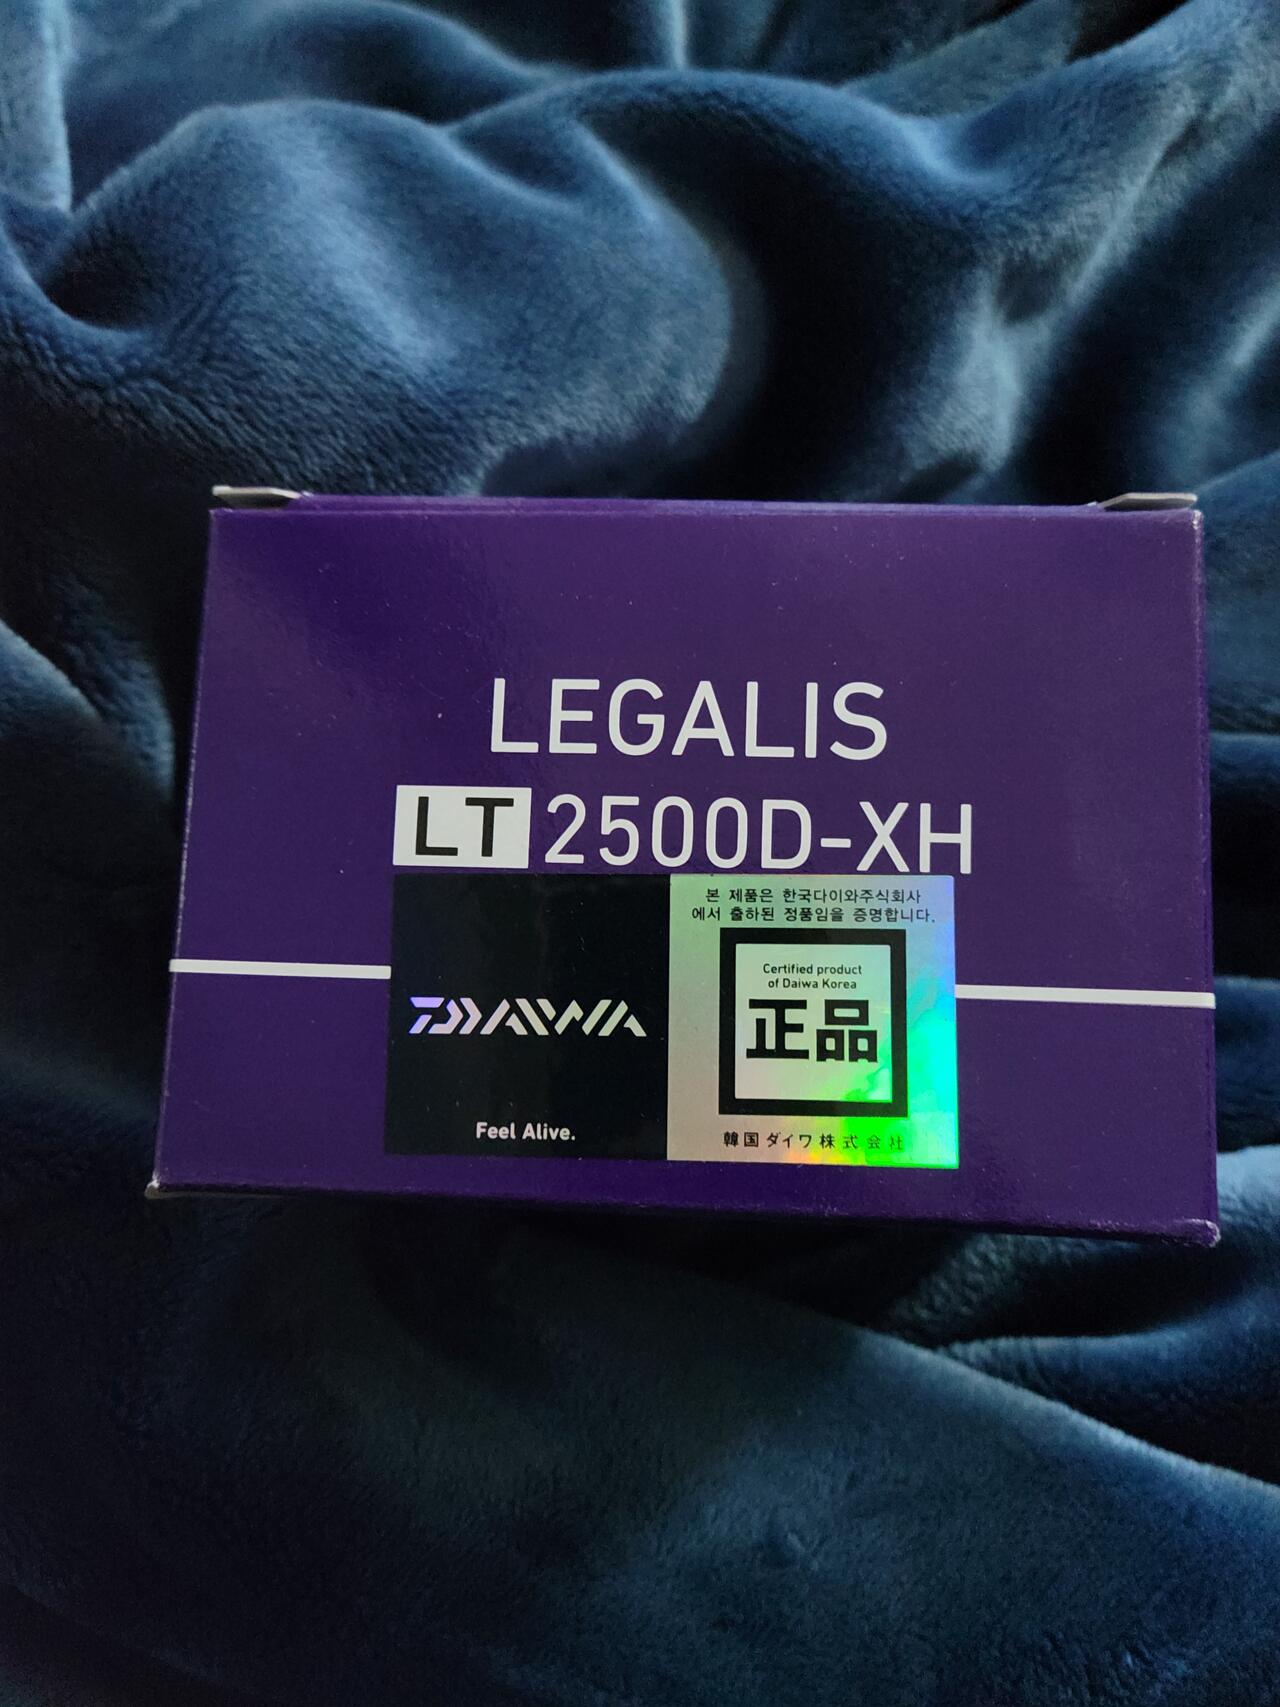 LEGALIS
LT 2500D-XH
본 제품은 한국다이와주식회사
에서 출하된 정품임을 증명합니다.
Certified product
of Daiwa Korea
正品
DAIWA
Feel Alive.
韓国ダイワ株式会社